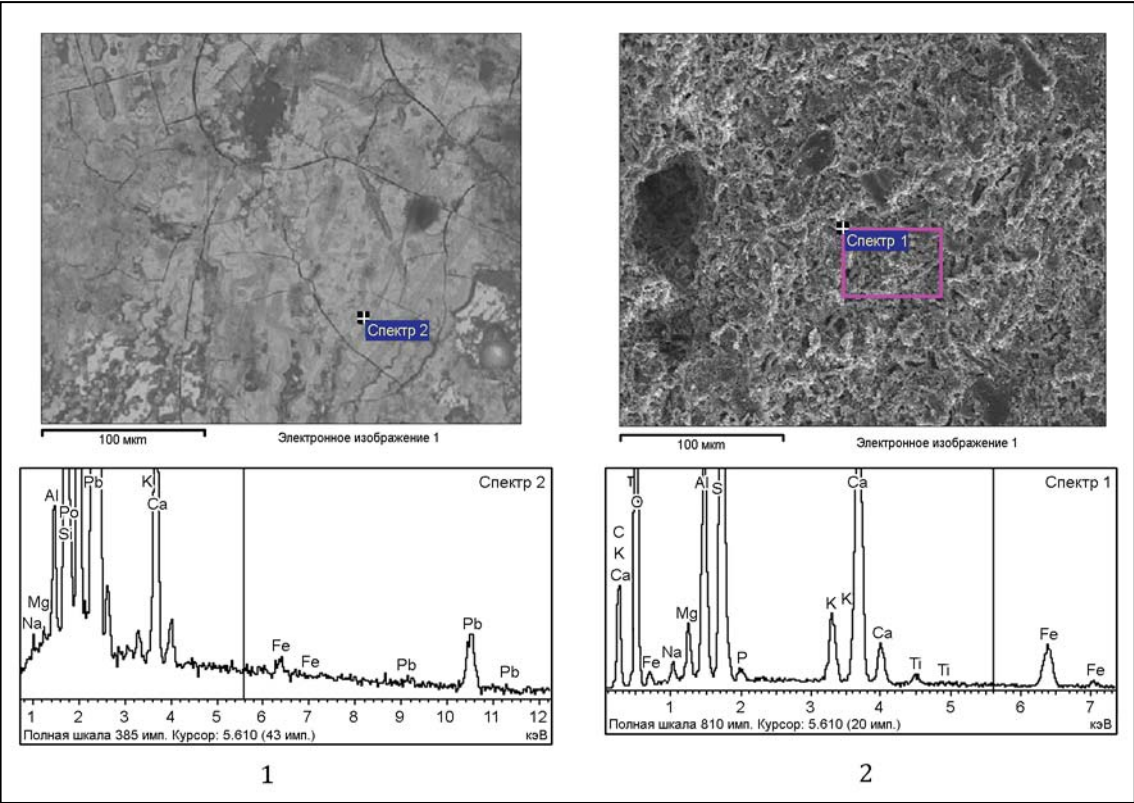 Спектр 2
100 мкm
Электронное изображение 1
Спектр 1
100 мкm
Электронное изображение 1
Спектр 2
Al
Po
Si
Pb
K
Ca
Mg
Na
Fe
Fe
Pb
Pb
Pb
1 2 3 4 5 6 7 8 9 10 11 12
Полная шкала 385 имп. Курсор: 5.610 (43 имп.)
кэВ
1
Спектр 1
T
O
C
K
Ca
Fe
Na
Mg
Al
S
P
K
K
Ca
Ca
Ti
Ti
Fe
Fe
1 2 3 4 5 6 7
Полная шкала 810 имп. Курсор: 5.610 (20 имп.)
кэВ
2